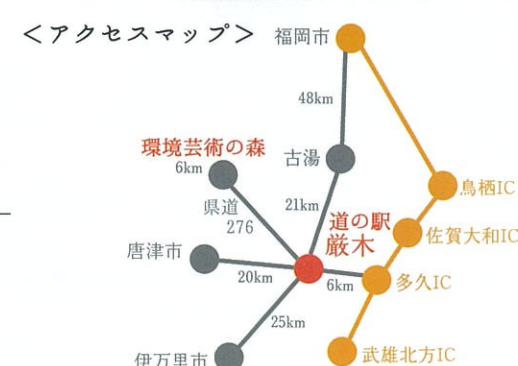 ＜アクセスマップ＞
福岡市
48km
環境芸術の森
6km
古湯
県道
276
21km
鳥栖IC
道の駅
厳木
佐賀大和IC
唐津市
20km
6km
多久IC
25km
伊万里市
武雄北方IC